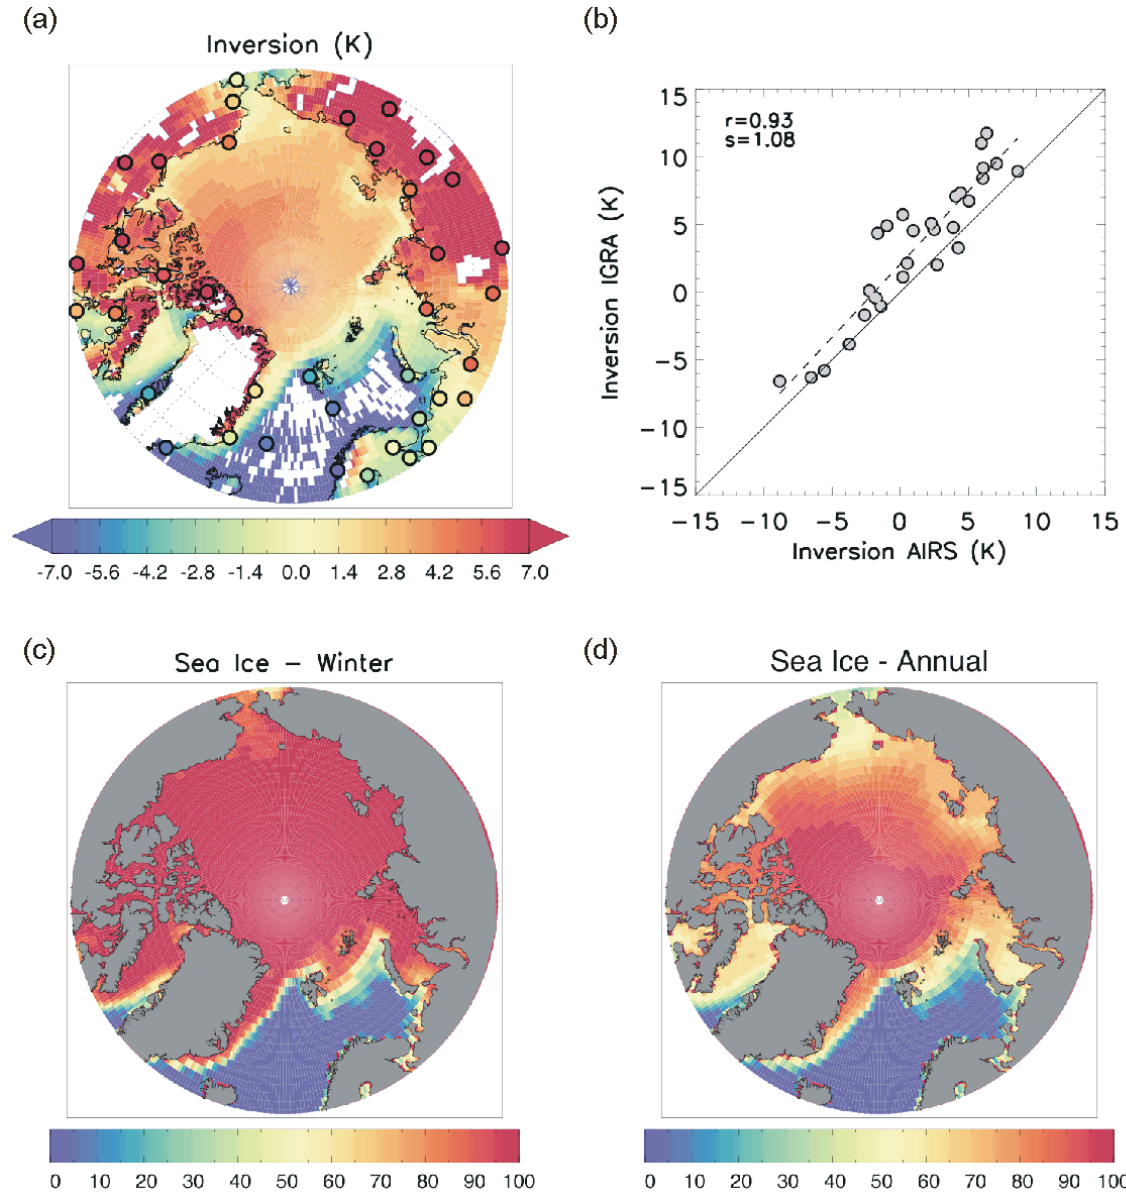 (a)
Inversion (K)
-7.0 -5.6 -4.2 -2.8 -1.4 0.0 1.4 2.8 4.2 5.6 7.0
(b)
r=0.93
s=1.08
15
10
5
0
−5
−10
−15
Inversion IGRA (K)
−15 −10 −5 0 5 10 15
Inversion AIRS (K)
(c)
Sea Ice − Winter
0 10 20 30 40 50 60 70 80 90 100
(d)
Sea Ice - Annual
0 10 20 30 40 50 60 70 80 90 100